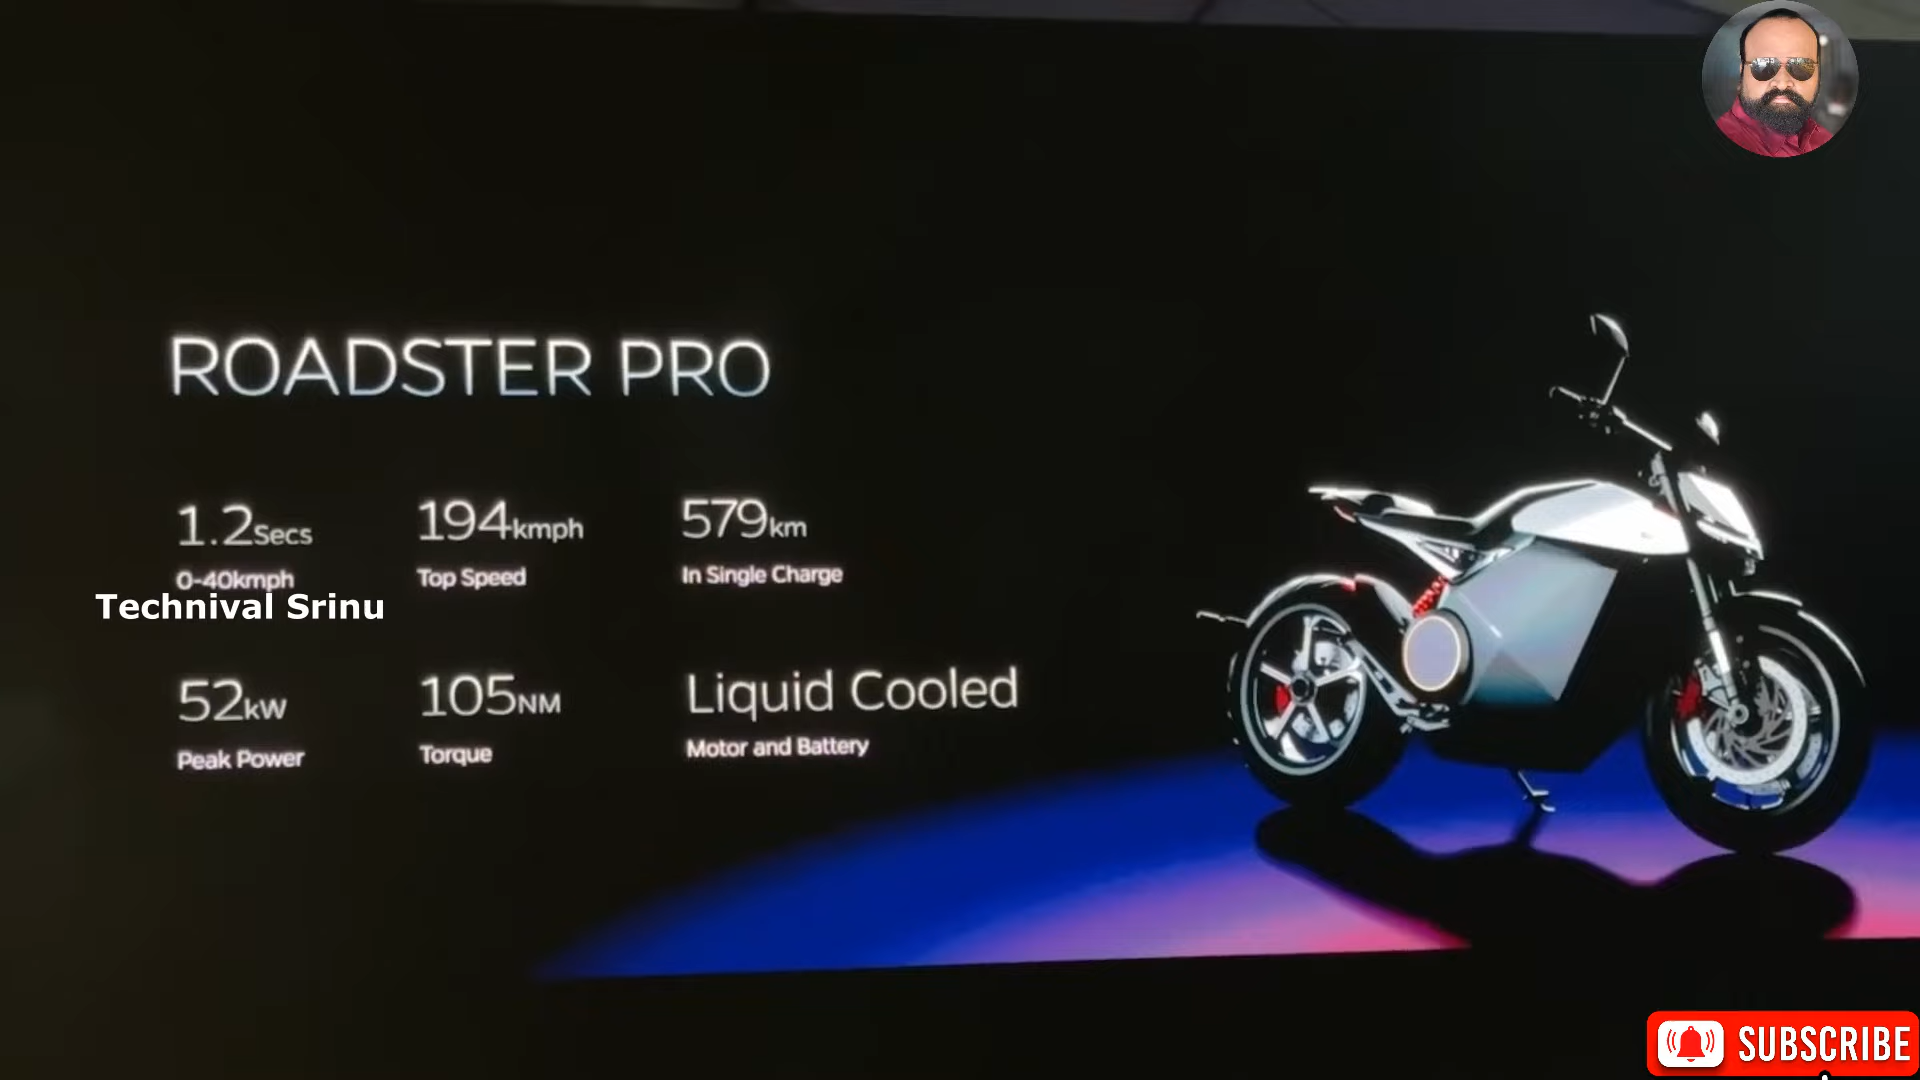 ROADSTER PRO
1.2Secs
0-40kmph
194kmph
Top Speed
579km
In Single Charge
Technival Srinu
52kW
Peak Power
105NM
Torque
Liquid Cooled
Motor and Battery
SUBSCRIBE